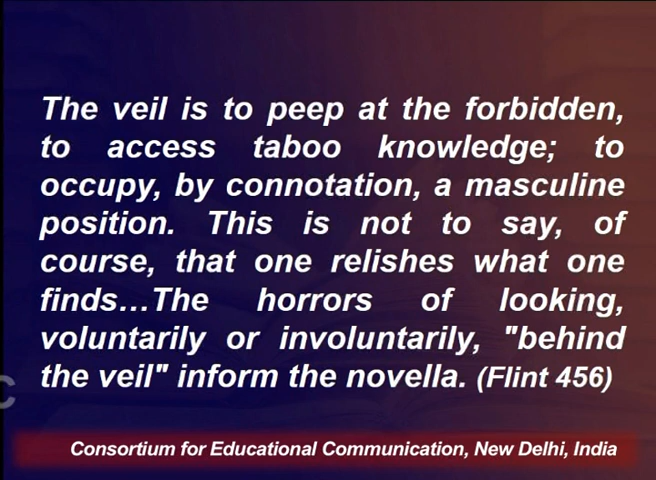 The veil is to peep at the forbidden,
to access taboo knowledge; to
occupy, by connotation, a masculine
position. This is not to say, of
course, that one relishes what one
finds...The horrors of looking,
voluntarily or involuntarily, "behind
the veil" inform the novella. (Flint 456)
C
Consortium for Educational Communication, New Delhi, India